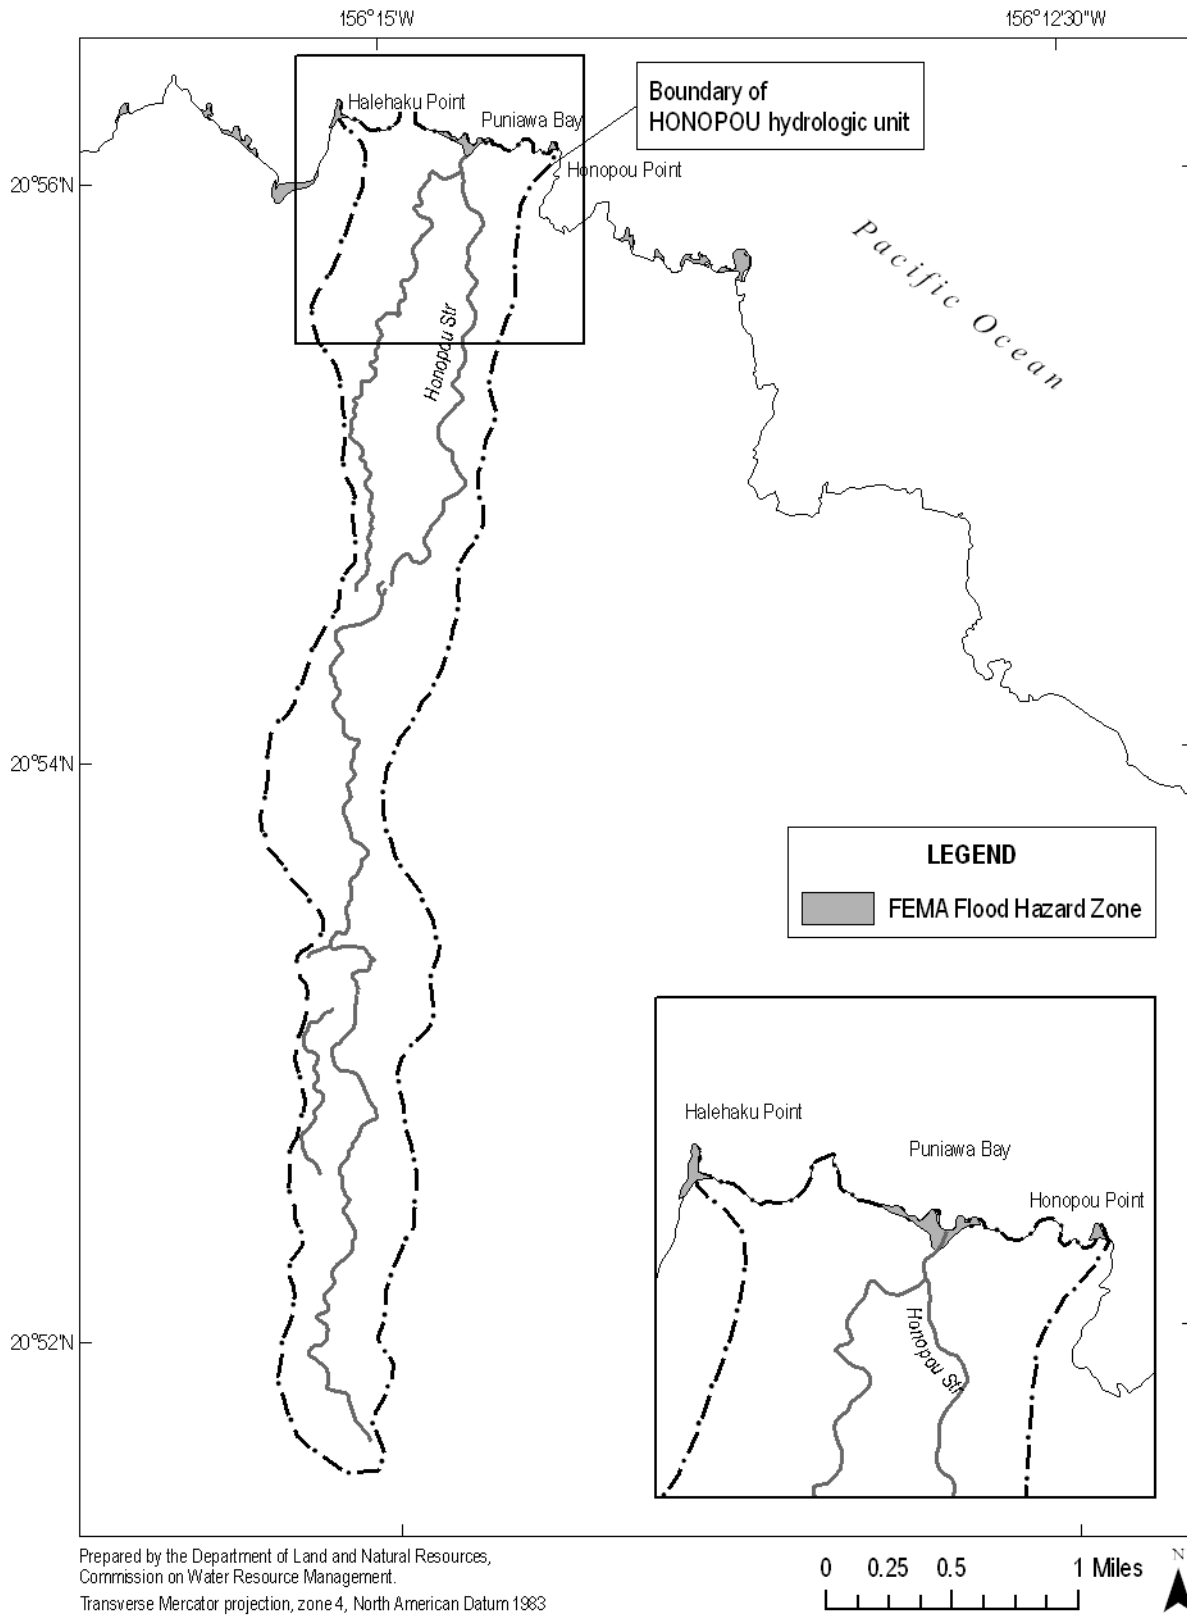 156°15'W
156°12'30"W
Halehaku Point
Puniawa Bay
Boundary of
HONOPOU hydrologic unit
Honopou Point
20°56'N
Pacific Ocean
Honopou Str
20°54'N
LEGEND
FEMA Flood Hazard Zone
Halehaku Point
Puniawa Bay
Honopou Point
Honopou Str
20°52'N
Prepared by the Department of Land and Natural Resources,
Commission on Water Resource Management.
Transverse Mercator projection, zone 4, North American Datum 1983
0 0.25 0.5 1 Miles
N